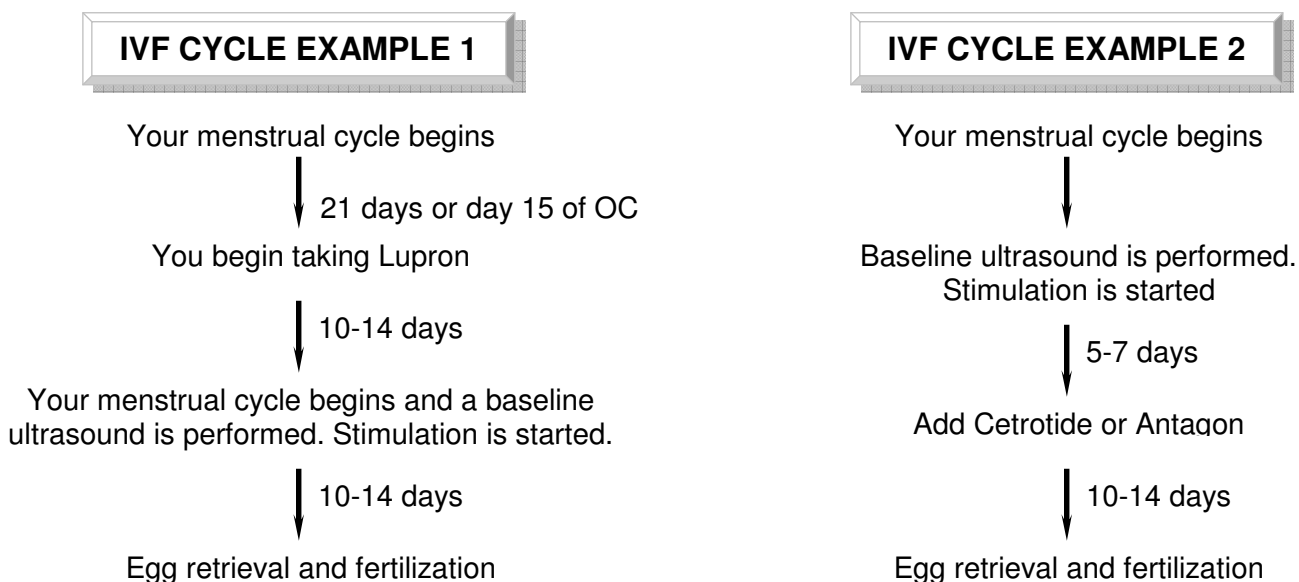 IVF CYCLE EXAMPLE 1
Your menstrual cycle begins
21 days or day 15 of OC
You begin taking Lupron
10-14 days
Your menstrual cycle begins and a baseline
ultrasound is performed. Stimulation is started.
10-14 days
Egg retrieval and fertilization
IVF CYCLE EXAMPLE 2
Your menstrual cycle begins
Baseline ultrasound is performed.
Stimulation is started
5-7 days
Add Cetrotide or Antagon
10-14 days
Egg retrieval and fertilization